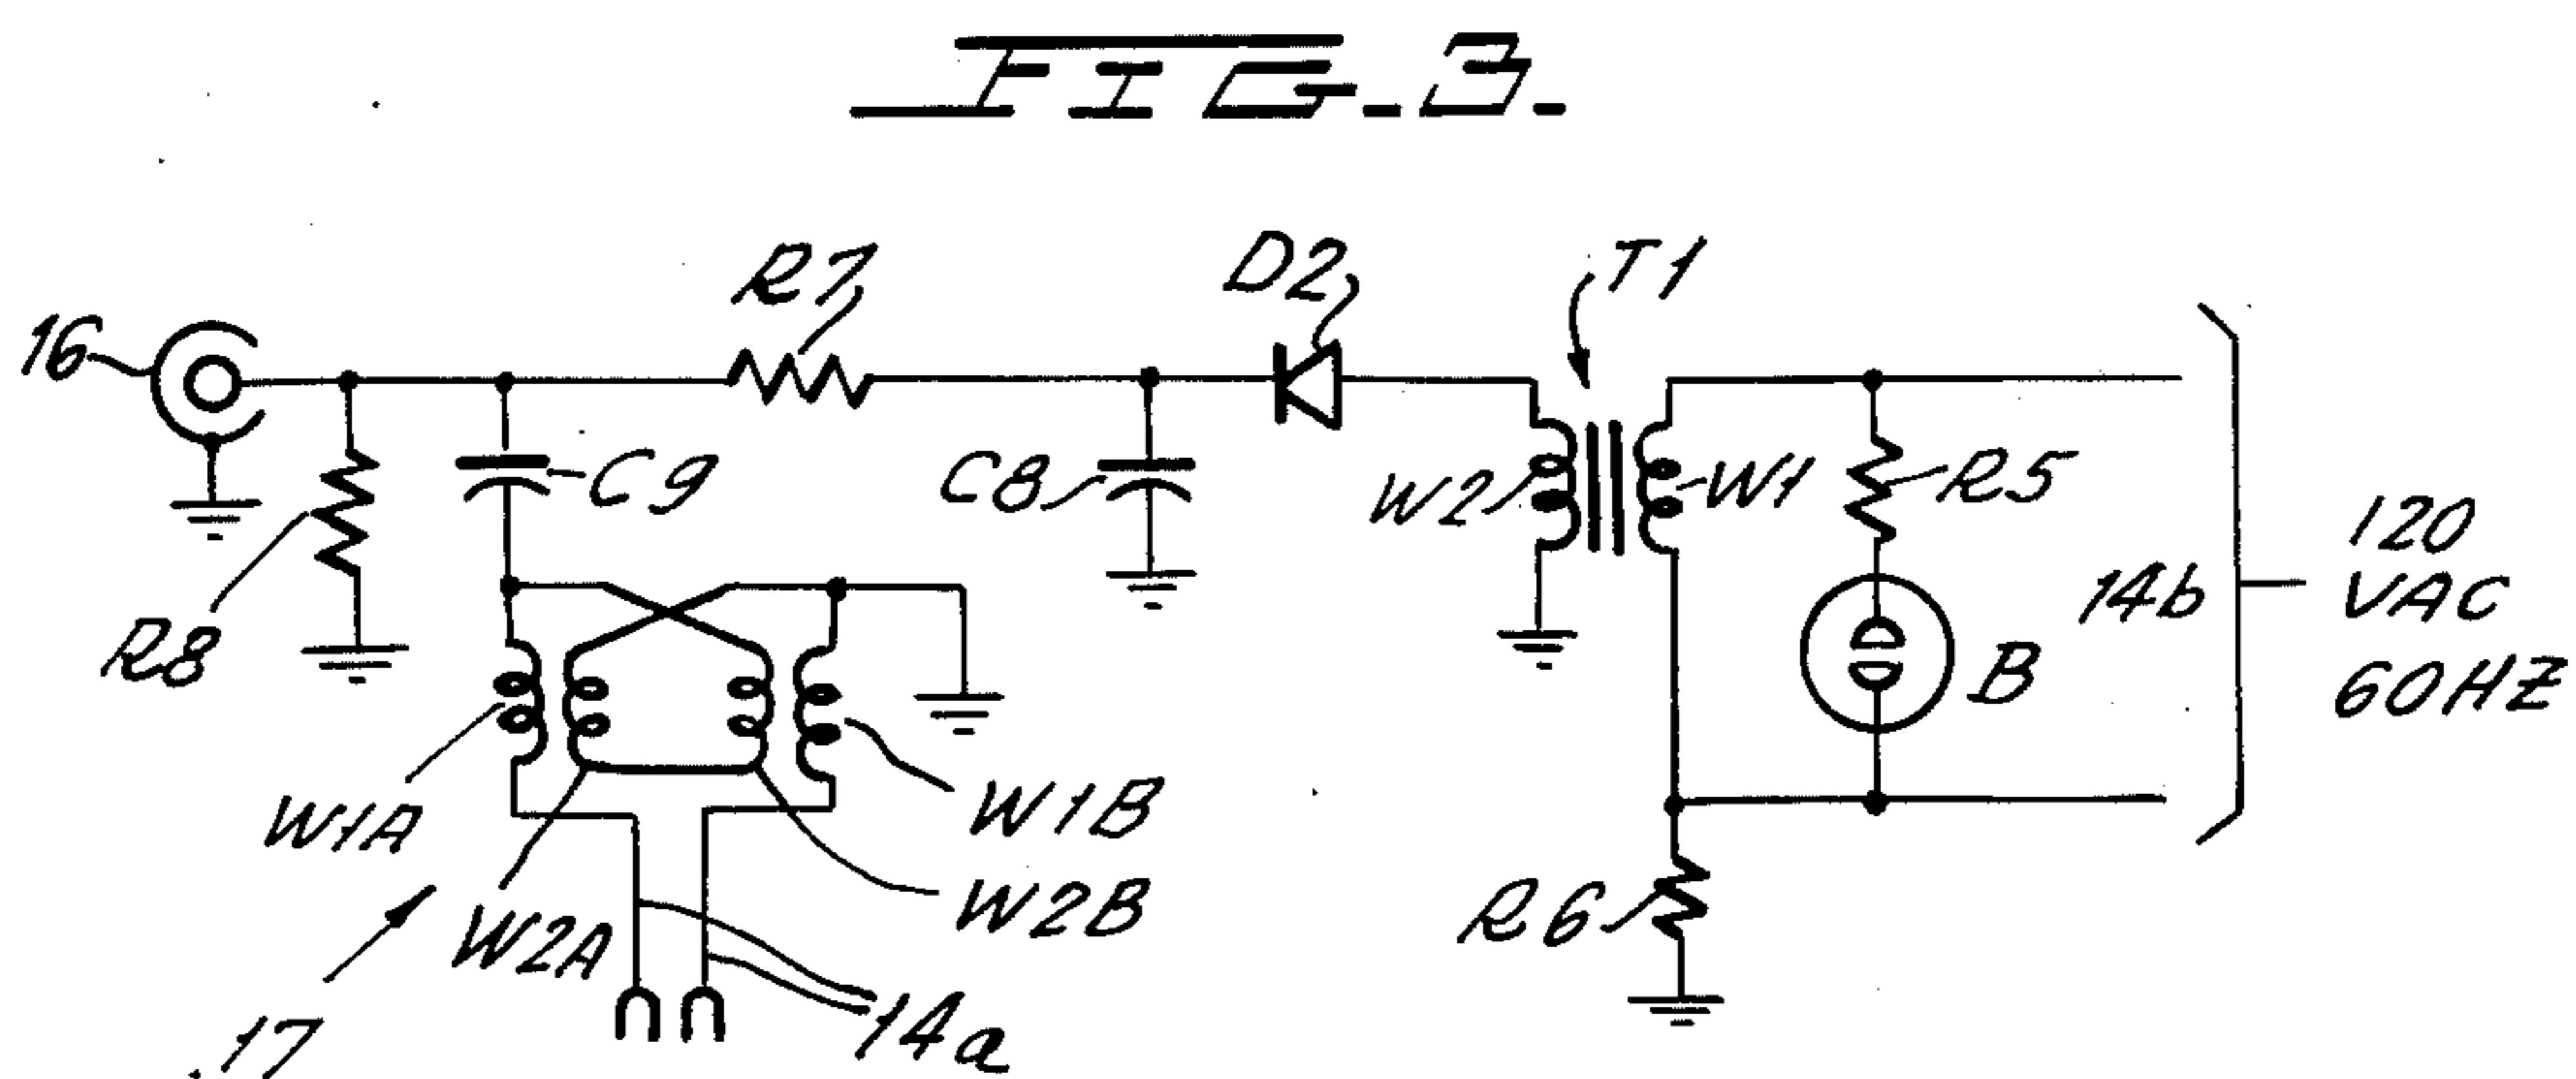 FIG-3-
R7
D2
T1
16
C9
C8
W2
W1
R5
120
VAC
60HZ
14b
R8
B
W1A
W1B
W2A
W2B
R6
14a
17